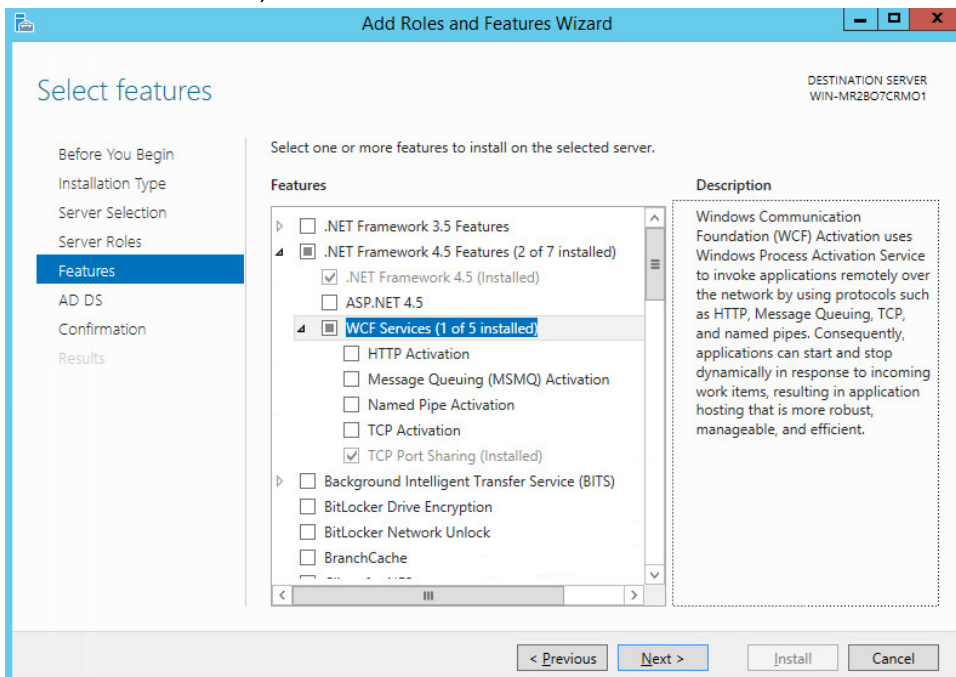 Add Roles and Features Wizard
Select features
DESTINATION SERVER
WIN-MR2BO7CRMO1
Before You Begin
Installation Type
Server Selection
Server Roles
Features
AD DS
Confirmation
Results
Select one or more features to install on the selected server.
Features
.NET Framework 3.5 Features
.NET Framework 4.5 Features (2 of 7 installed)
.NET Framework 4.5 (Installed)
ASP.NET 4.5
WCF Services (1 of 5 installed)
HTTP Activation
Message Queuing (MSMQ) Activation
Named Pipe Activation
TCP Activation
TCP Port Sharing (Installed)
Background Intelligent Transfer Service (BITS)
BitLocker Drive Encryption
BitLocker Network Unlock
BranchCache
Description
Windows Communication
Foundation (WCF) Activation uses
Windows Process Activation Service
to invoke applications remotely over
the network by using protocols such
as HTTP, Message Queuing, TCP,
and named pipes. Consequently,
applications can start and stop
dynamically in response to incoming
work items, resulting in application
hosting that is more robust,
manageable, and efficient.
< Previous
Next >
Install
Cancel